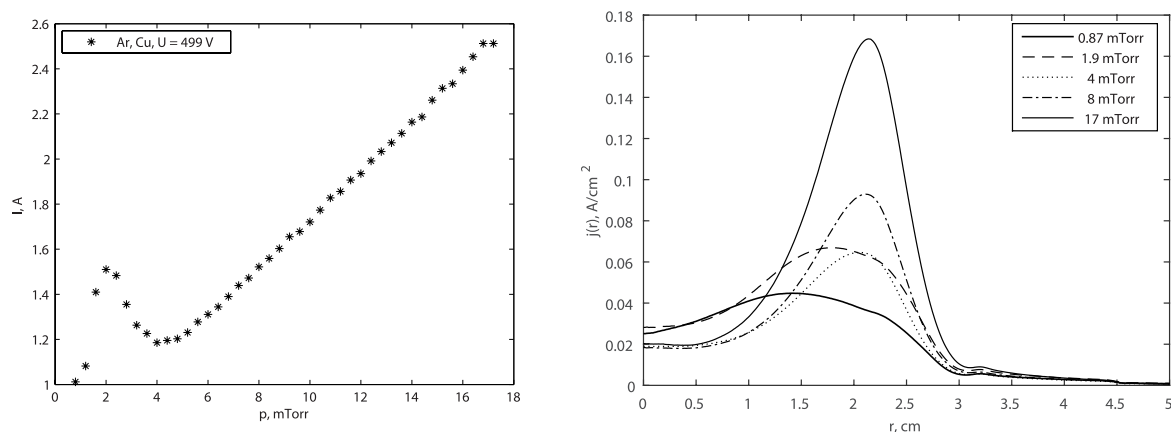 2.6
2.4
2.2
2
1.8
1.6
1.4
1.2
1
I, A
Ar, Cu, U = 499 V
0 2 4 6 8 10 12 14 16 18
p, mTorr
0.18
0.16
0.14
0.12
0.1
0.08
0.06
0.04
0.02
0
j(r), A/cm 2
0.87 mTorr
1.9 mTorr
4 mTorr
8 mTorr
17 mTorr
0 0.5 1 1.5 2 2.5 3 3.5 4 4.5 5
r, cm